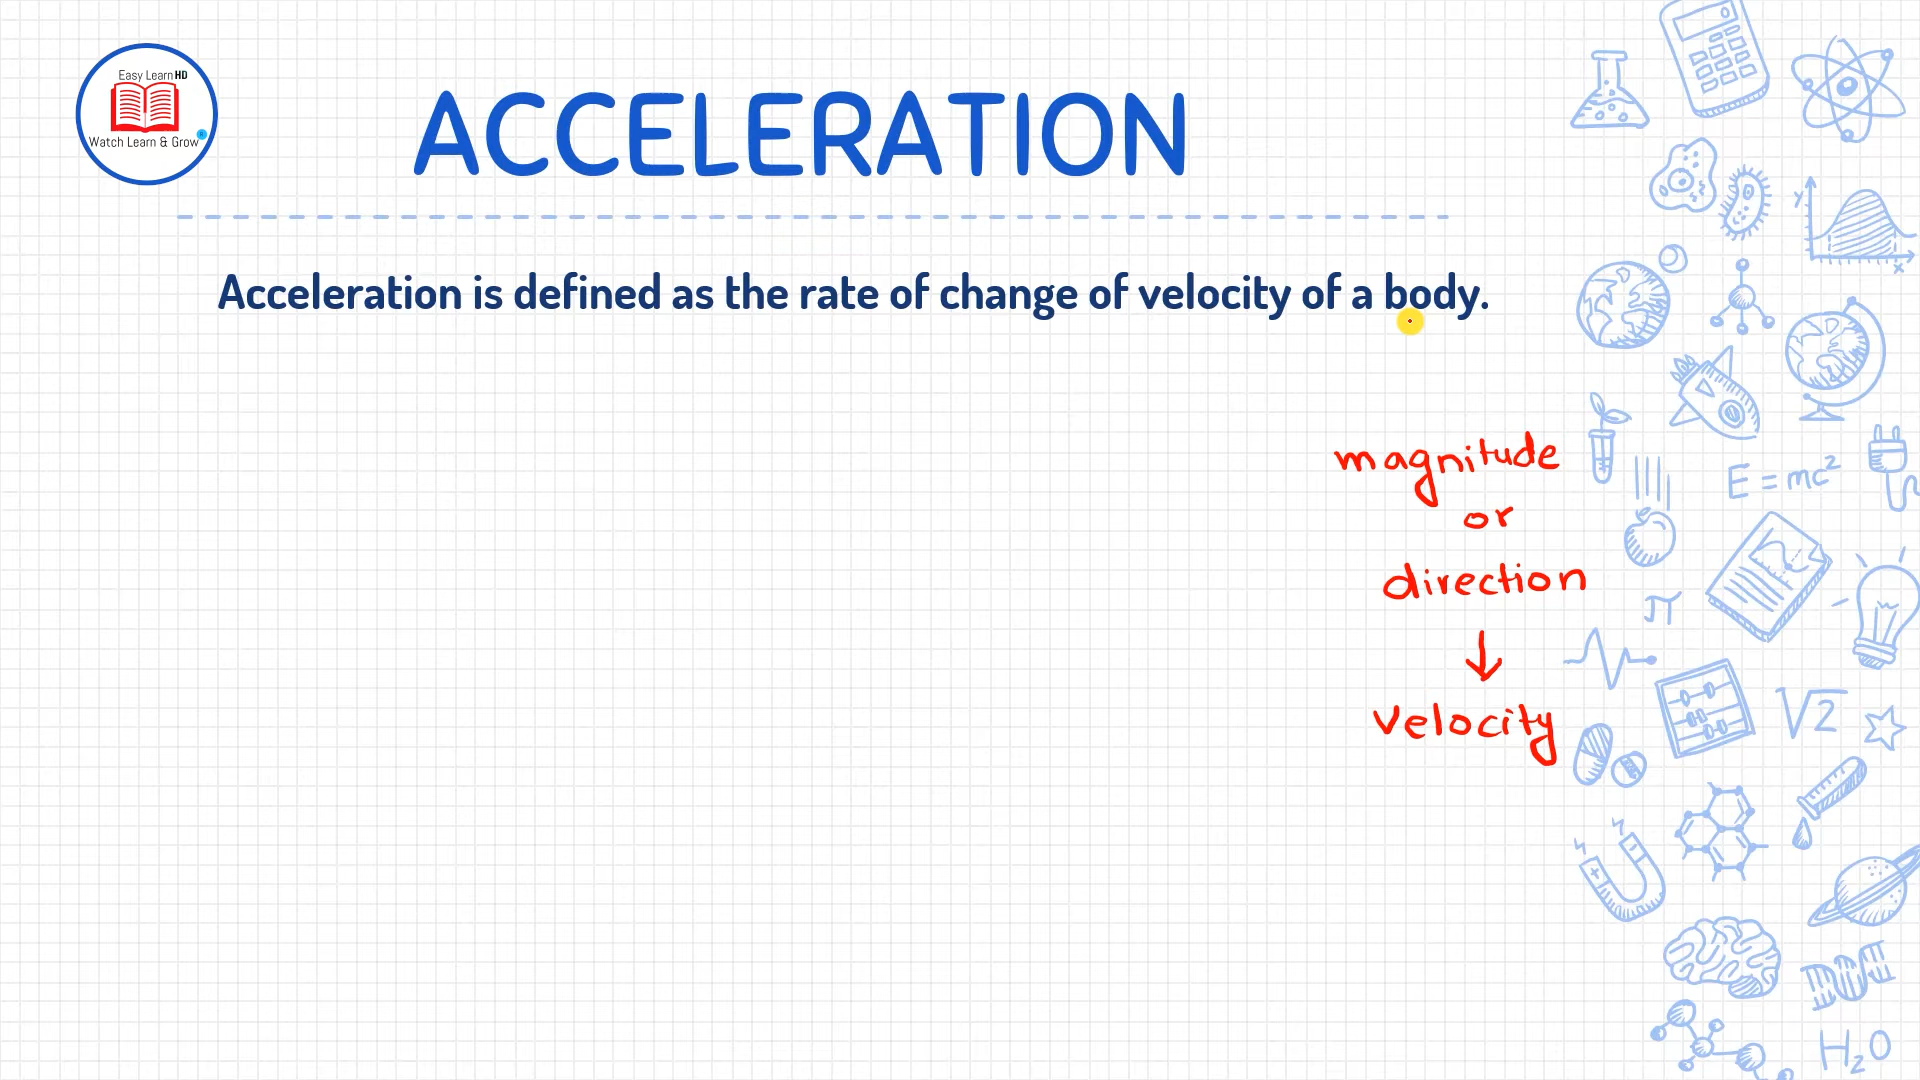 Easy Learn HD
Watch Learn & Grow
ACCELERATION
Acceleration is defined as the rate of change of velocity of a body.
magnitude
or
direction
↓
velocity
y
x
E = mc²
π
√2
H₂O